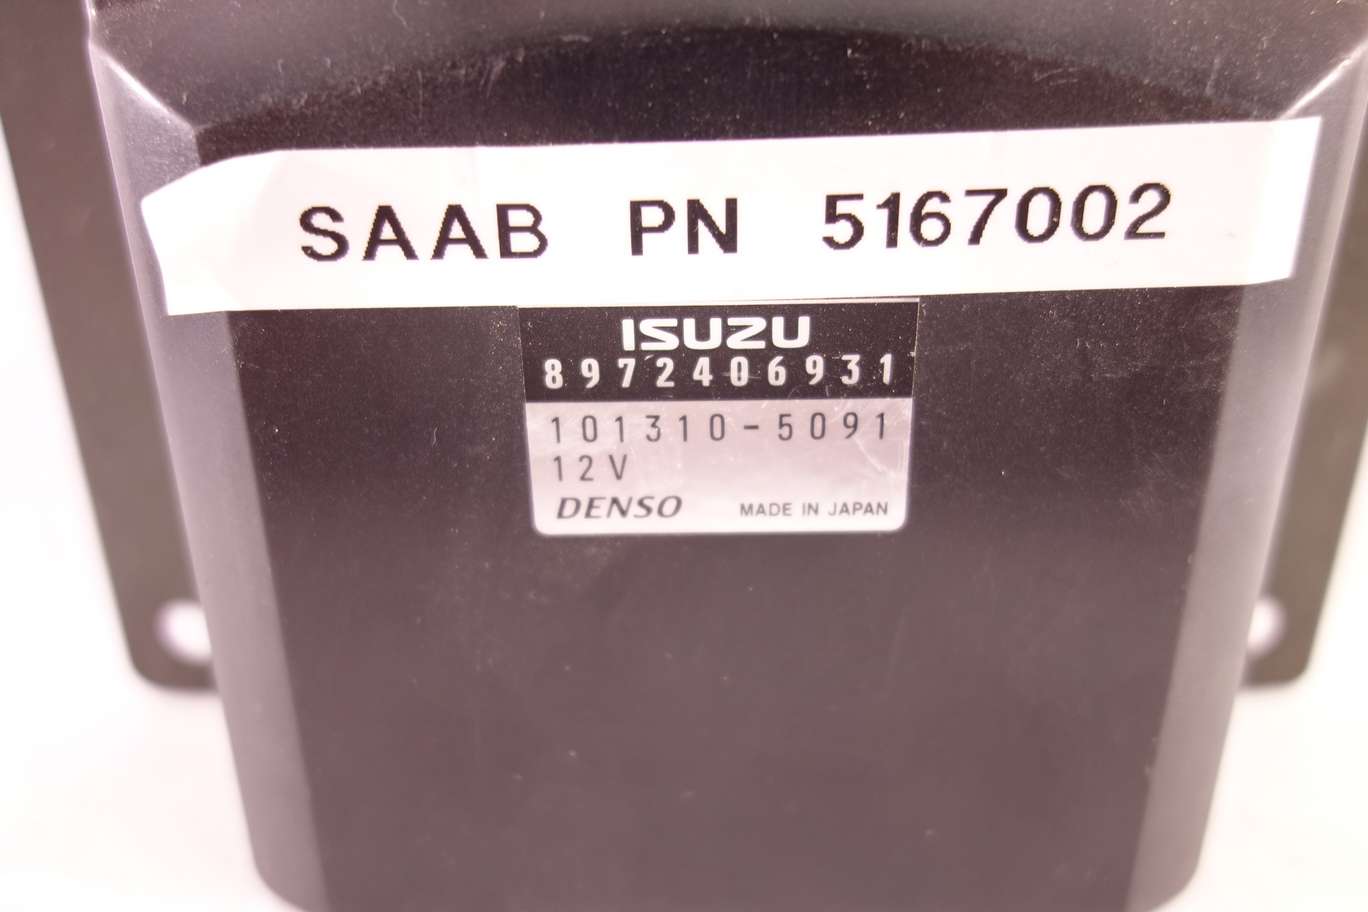 SAAB PN 5167002
ISUZU
8972406931
101310-5091
12V
DENSO MADE IN JAPAN